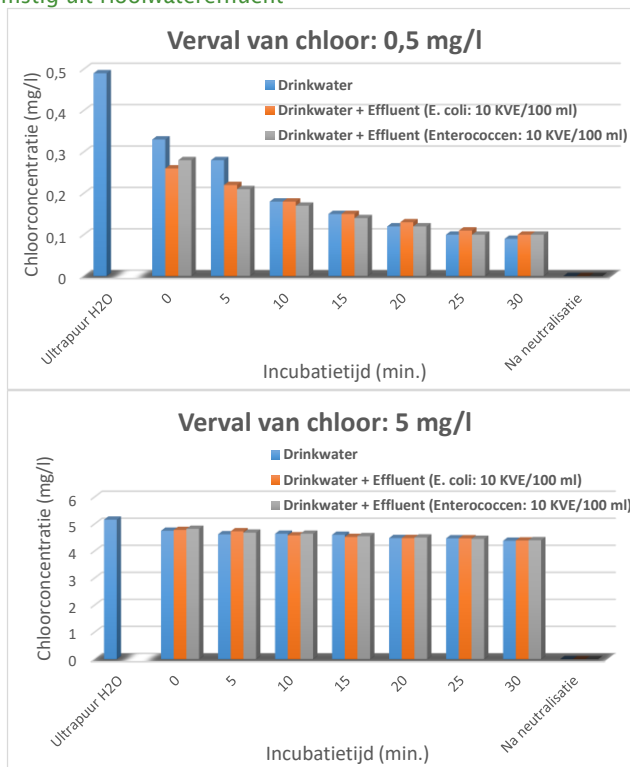 Verval van chloor: 0,5 mg/l
Chloorconcentratie (mg/l)
0,5
0,4
0,3
0,2
0,1
0
Drinkwater
Drinkwater + Effluent (E. coli: 10 KVE/100 ml)
Drinkwater + Effluent (Enterococcen: 10 KVE/100 ml)
Ultrapuur H2O
0
5
10
15
20
25
30
Na neutralisatie
Incubatietijd (min.)
Verval van chloor: 5 mg/l
Chloorconcentratie (mg/l)
6
5
4
3
2
1
0
Drinkwater
Drinkwater + Effluent (E. coli: 10 KVE/100 ml)
Drinkwater + Effluent (Enterococcen: 10 KVE/100 ml)
Ultrapuur H2O
0
5
10
15
20
25
30
Na neutralisatie
Incubatietijd (min.)